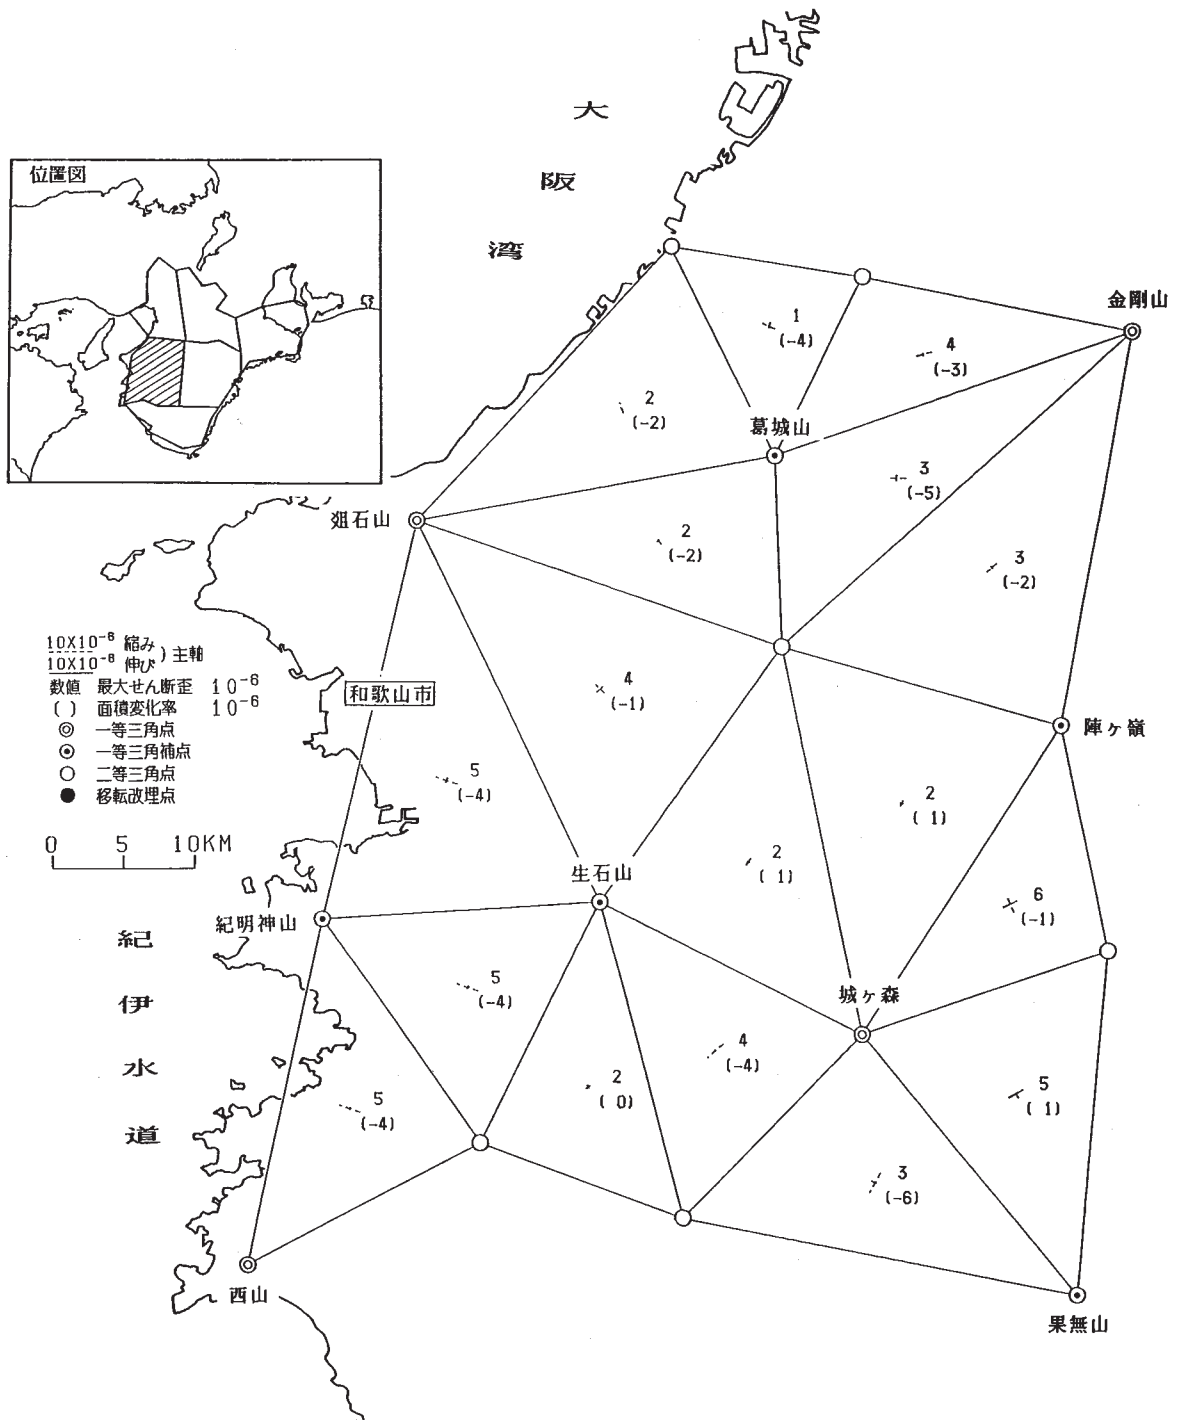 大
阪
湾
位置図
金剛山
1
(-4)
4
(-3)
2
(-2)
葛城山
3
(-5)
俎石山
2
(-2)
3
(-2)
10X10⁻⁶ 縮み
10X10⁻⁶ 伸び
)主軸
数値 最大せん断歪 10⁻⁶
( ) 面積変化率 10⁻⁶
一等三角点
一等三角補点
二等三角点
移転改埋点
0 5 10KM
4
(-1)
和歌山市
陣ヶ嶺
5
(-4)
2
( 1)
2
( 1)
生石山
6
(-1)
紀明神山
紀
伊
水
道
5
(-4)
城ヶ森
4
(-4)
5
(-4)
2
( 0)
5
( 1)
3
(-6)
西山
果無山